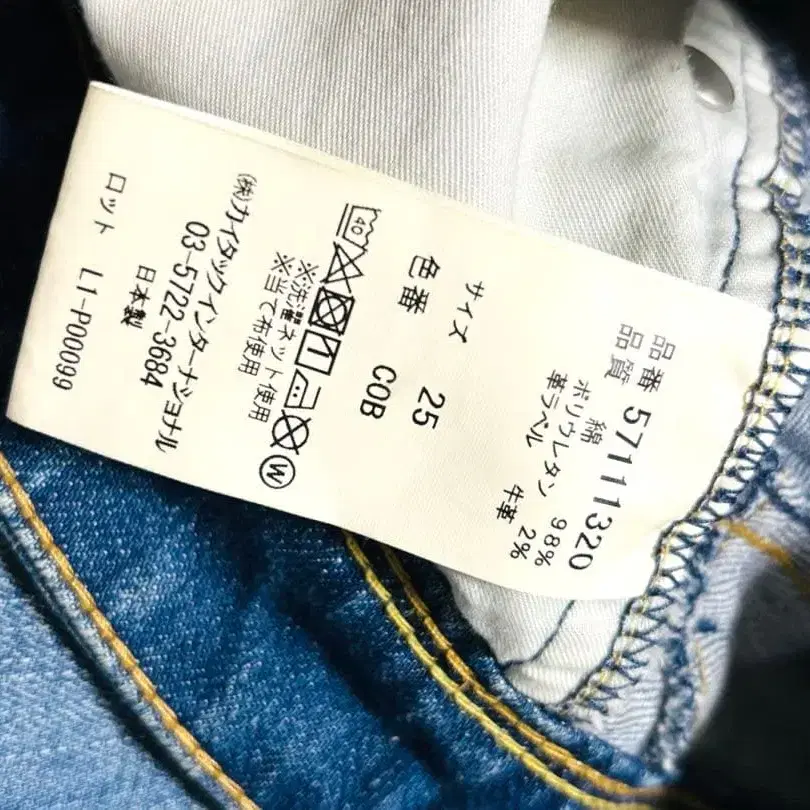 品番 57111320
品質
綿 98%
ポリウレタン 2%
革ラベル 牛革
サイズ 25
色番 C0B
40
W
※洗濯ネット使用
※当て布使用
(株)カイタックインターナショナル
03-5722-3684
日本製
ロット L1-P00099